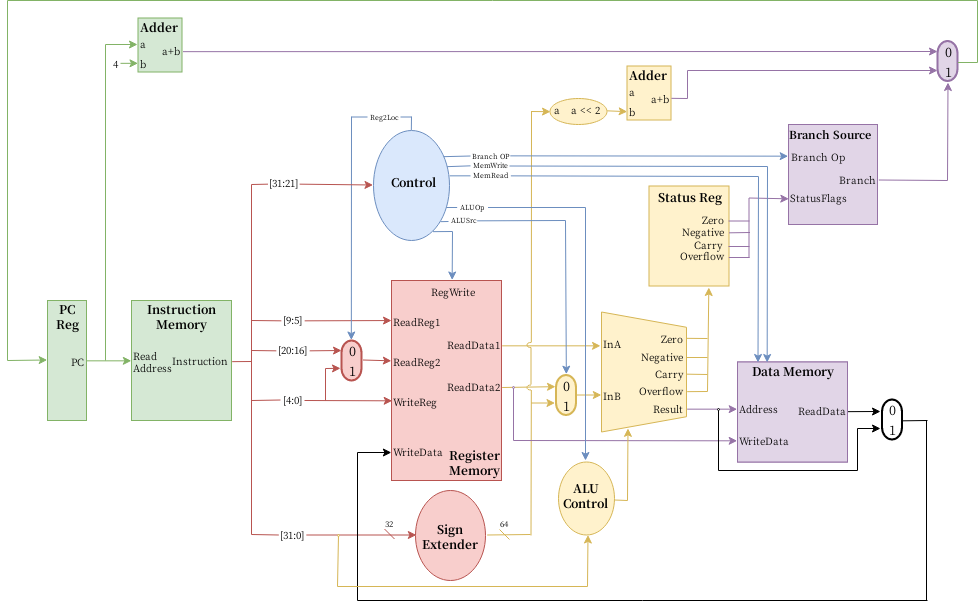 Adder
a
a+b
4
b
0
1
Adder
a
a+b
b
a a << 2
Reg2Loc
Control
Branch OP
MemWrite
MemRead
ALUOp
ALUSrc
Branch Source
Branch Op
Branch
StatusFlags
Status Reg
Zero
Negative
Carry
Overflow
[31:21]
PC
Reg
PC
Instruction
Memory
Read
Address
Instruction
[9:5]
[20:16]
[4:0]
[31:0]
0
1
RegWrite
ReadReg1
ReadData1
ReadReg2
ReadData2
WriteReg
WriteData
Register
Memory
0
1
InA
InB
Zero
Negative
Carry
Overflow
Result
Data Memory
Address
ReadData
WriteData
0
1
ALU
Control
32
Sign
Extender
64